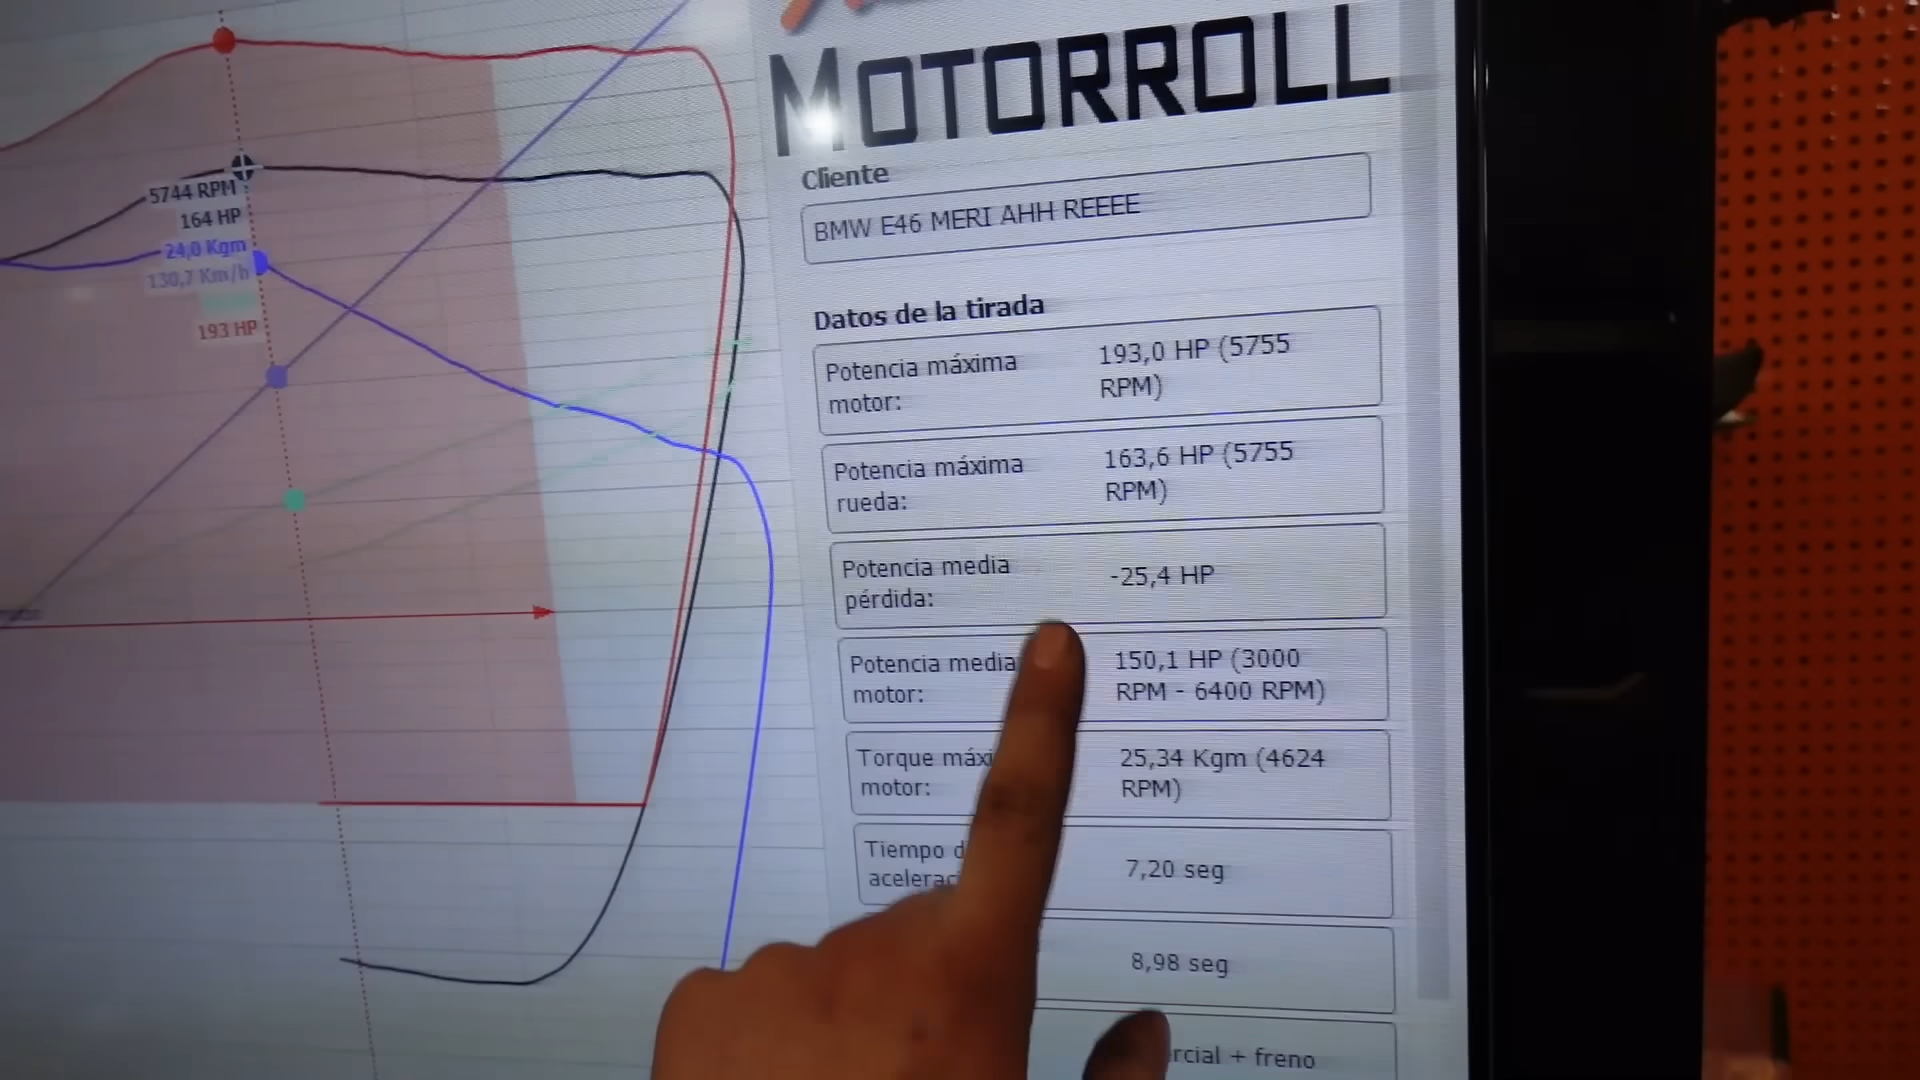 MOTORROLL
Cliente
BMW E46 MERI AHH REEEE
5744 RPM
164 HP
24,0 Kgm
130,7 Km/h
193 HP
Datos de la tirada
Potencia máxima motor:
193,0 HP (5755 RPM)
Potencia máxima rueda:
163,6 HP (5755 RPM)
Potencia media pérdida:
-25,4 HP
Potencia media motor:
150,1 HP (3000 RPM - 6400 RPM)
Torque máxi
motor:
25,34 Kgm (4624 RPM)
Tiempo d
acelerac
7,20 seg
8,98 seg
rcial + freno